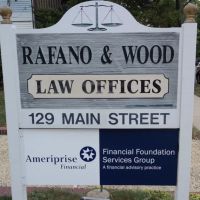 RAFANO & WOOD
LAW OFFICES
129 MAIN STREET
Ameriprise
Financial
Financial Foundation
Services Group
A financial advisory practice